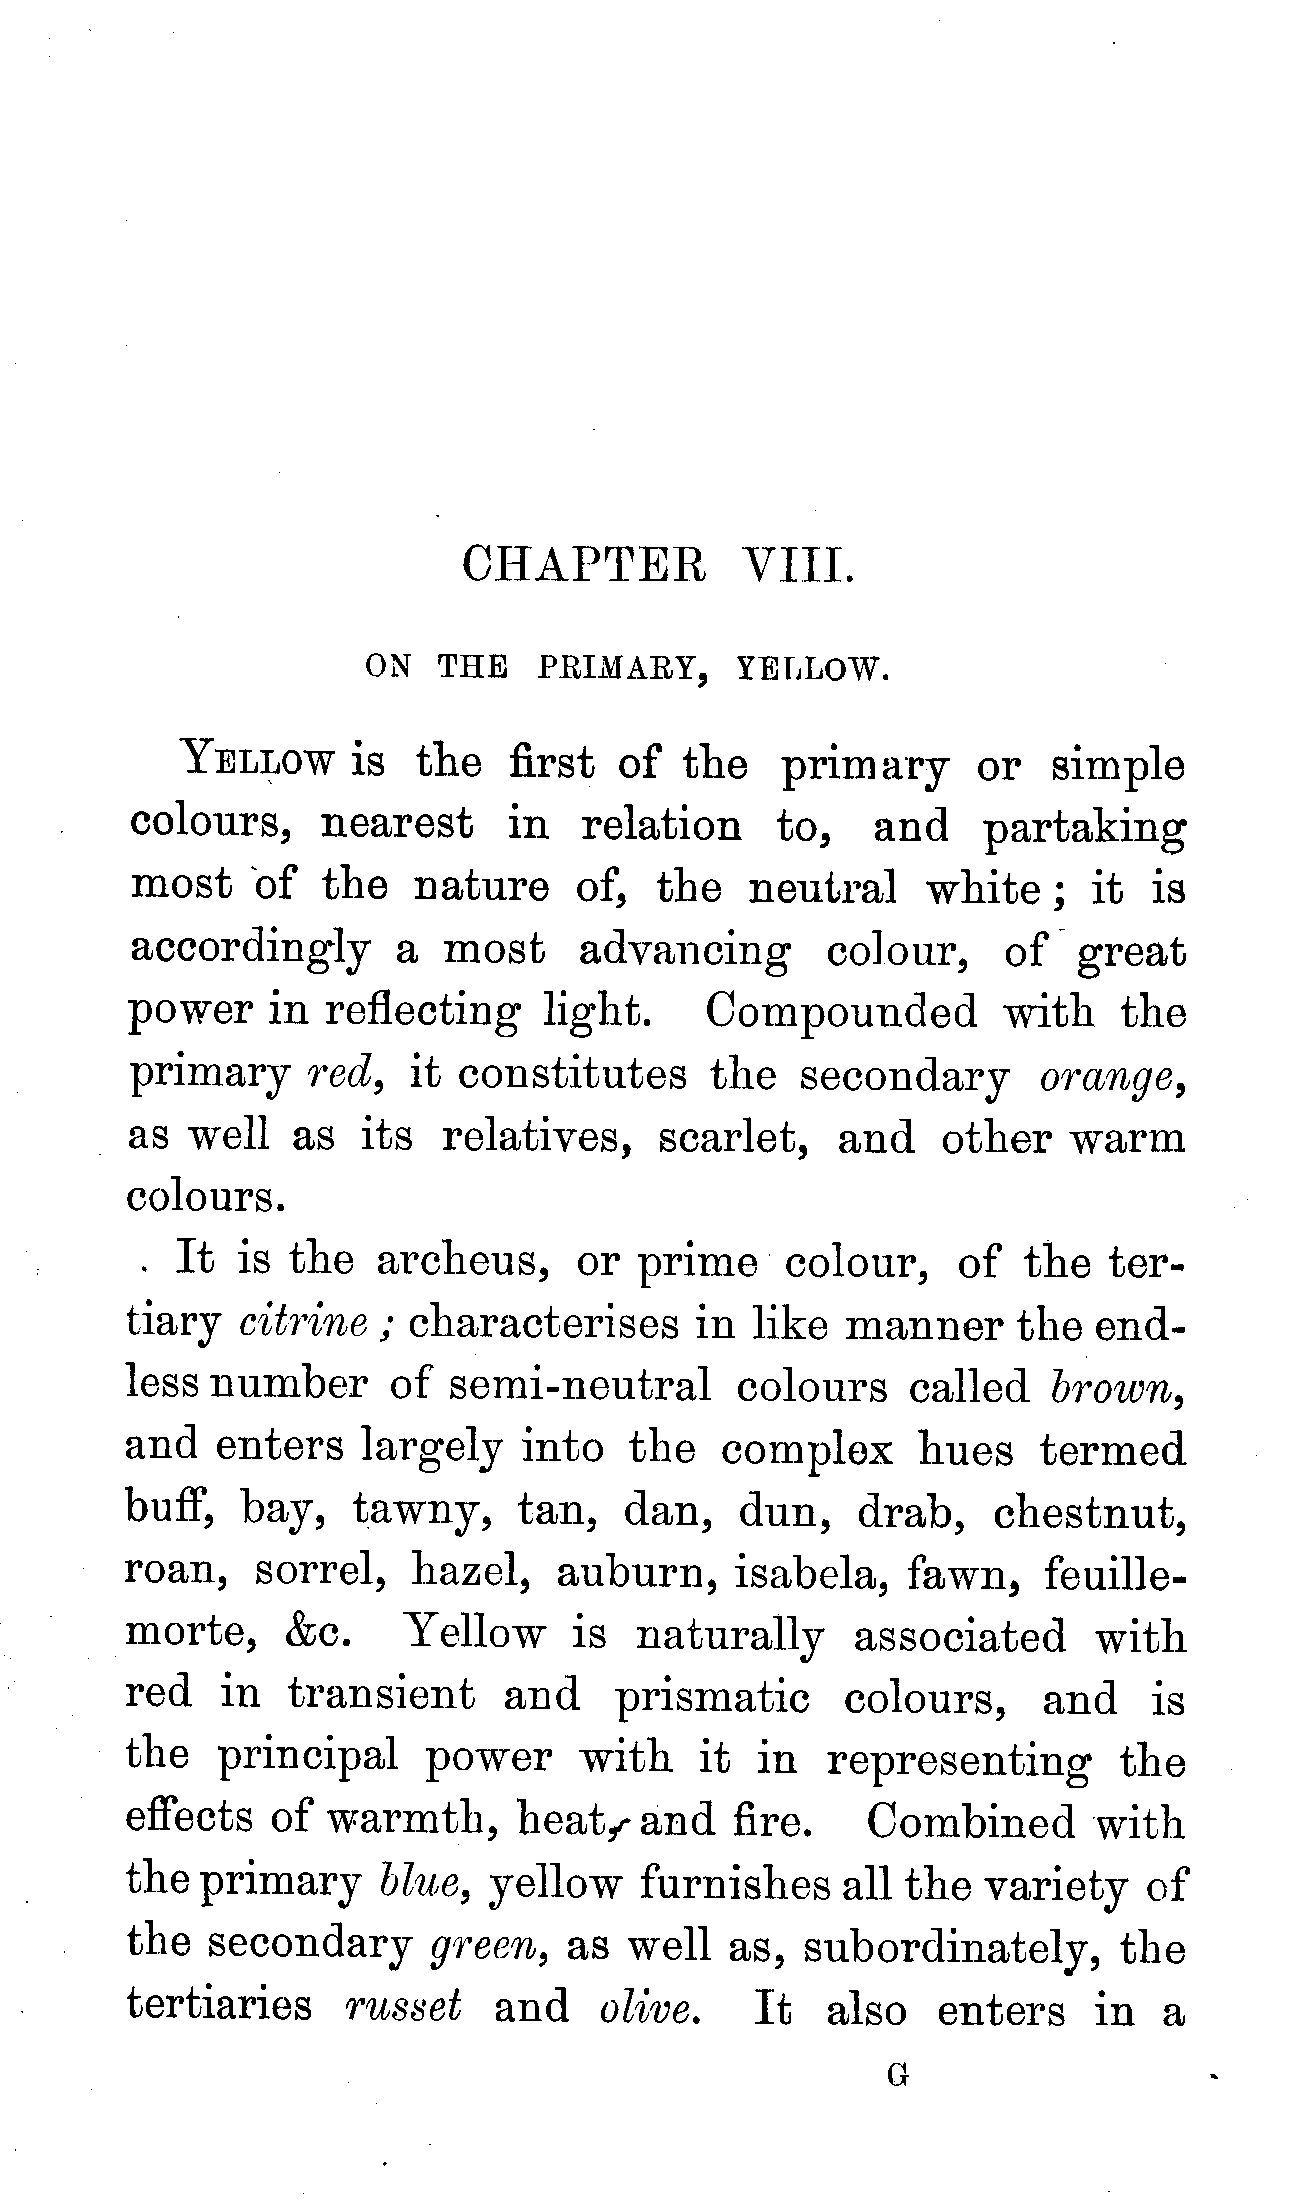 CHAPTER VIII.
ON THE PRIMARY, YELLOW.
YELLOW is the first of the primary or simple
colours, nearest in relation to, and partaking
most of the nature of, the neutral white; it is
accordingly a most advancing colour, of great
power in reflecting light. Compounded with the
primary red, it constitutes the secondary orange,
as well as its relatives, scarlet, and other warm
colours.
It is the archeus, or prime colour, of the ter-
tiary citrine; characterises in like manner the end-
less number of semi-neutral colours called brown,
and enters largely into the complex hues termed
buff, bay, tawny, tan, dan, dun, drab, chestnut,
roan, sorrel, hazel, auburn, isabela, fawn, feuille-
morte, &c. Yellow is naturally associated with
red in transient and prismatic colours, and is
the principal power with it in representing the
effects of warmth, heat, and fire. Combined with
the primary blue, yellow furnishes all the variety of
the secondary green, as well as, subordinately, the
tertiaries russet and olive. It also enters in a
G